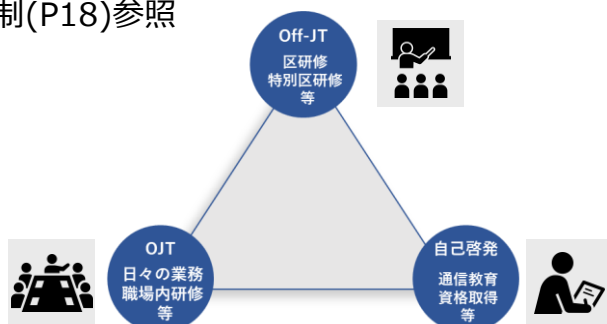 制(P18)参照
Off-JT
区研修
特別区研修
等
OJT
日々の業務
職場内研修
等
自己啓発
通信教育
資格取得
等